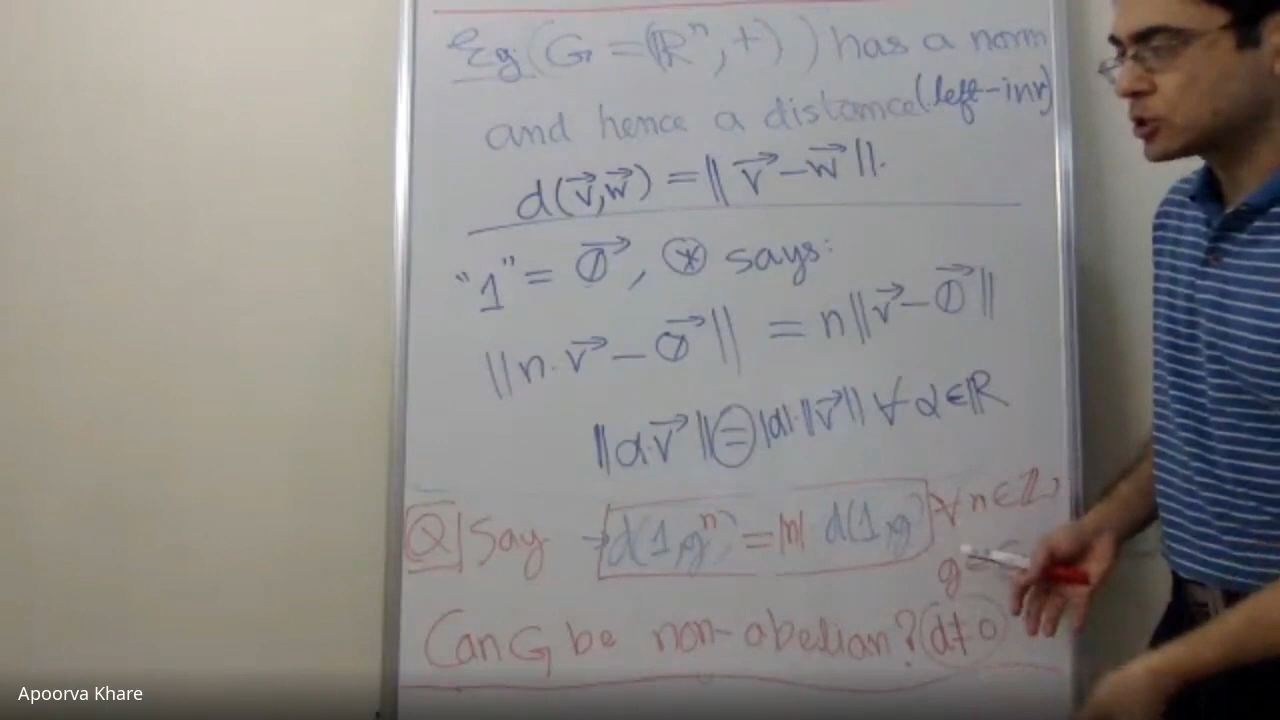 Eg. (G = (ℝⁿ, +)) has a norm
and hence a distance (left-inv)
d(v⃗,w⃗) = ||v⃗ − w⃗||.
"1" = 0⃗, ⊛ says:
||n·v⃗ − 0⃗|| = n||v⃗ − 0⃗||
||α·v⃗|| = |α|·||v⃗|| ∀ α ∈ ℝ
Q Say d(1,gⁿ) = |n| d(1,g) ∀ n ∈ ℤ,
g ∈
Can G be non-abelian? (d≠0)
Apoorva Khare